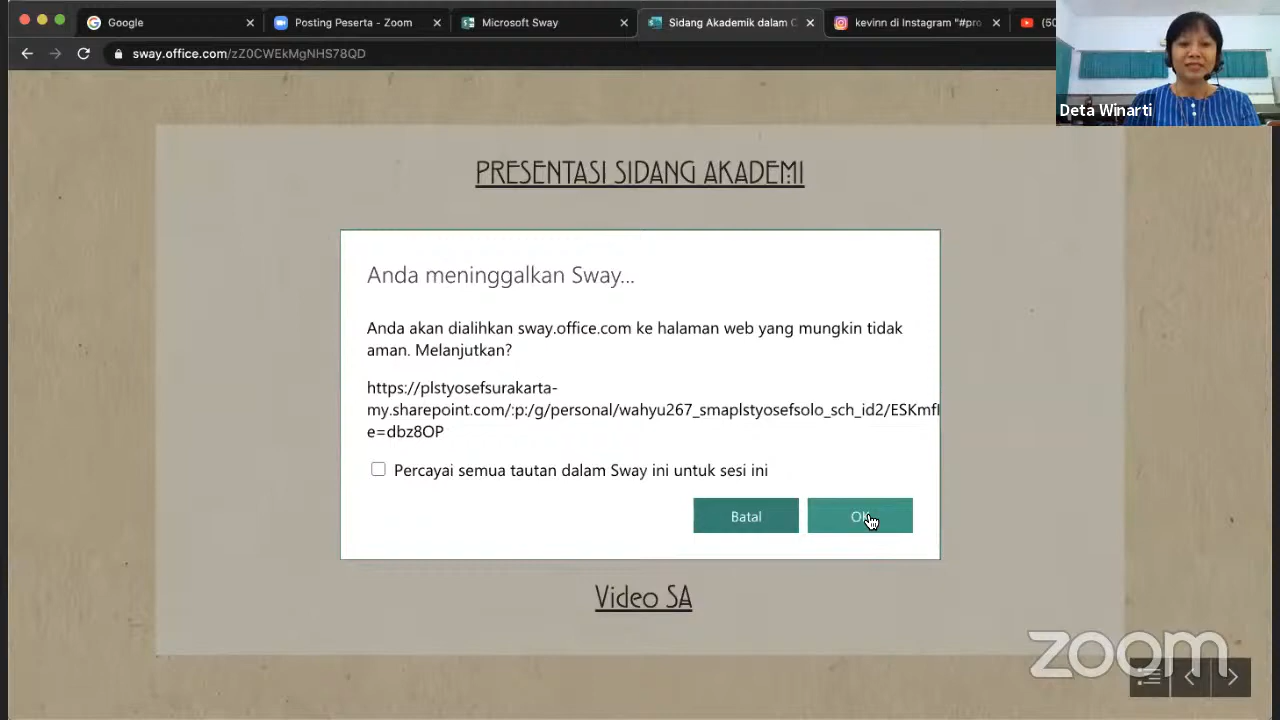 Google
Posting Peserta - Zoom
Microsoft Sway
Sidang Akademik dalam C
kevinn di Instagram "#pro
(50
sway.office.com/zZ0CWEkMgNHS78QD
Deta Winarti
PRESENTASI SIDANG AKADEMI
Anda meninggalkan Sway...
Anda akan dialihkan sway.office.com ke halaman web yang mungkin tidak
aman. Melanjutkan?
https://plstyosefsurakarta-
my.sharepoint.com/:p:/g/personal/wahyu267_smaplstyosefsolo_sch_id2/ESKmfI
e=dbz8OP
Percayai semua tautan dalam Sway ini untuk sesi ini
Batal
OK
Video SA
zoom